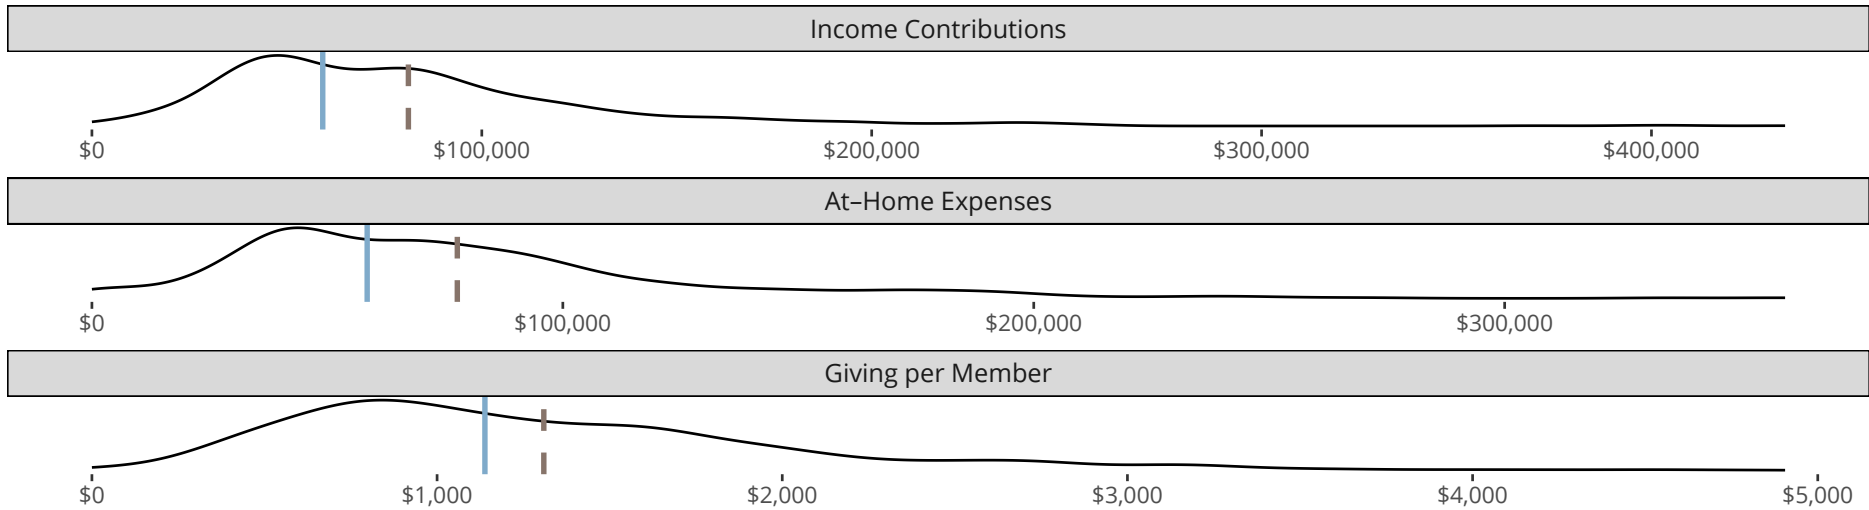 Income Contributions
$0 $100,000 $200,000 $300,000 $400,000
At–Home Expenses
$0 $100,000 $200,000 $300,000
Giving per Member
$0 $1,000 $2,000 $3,000 $4,000 $5,000